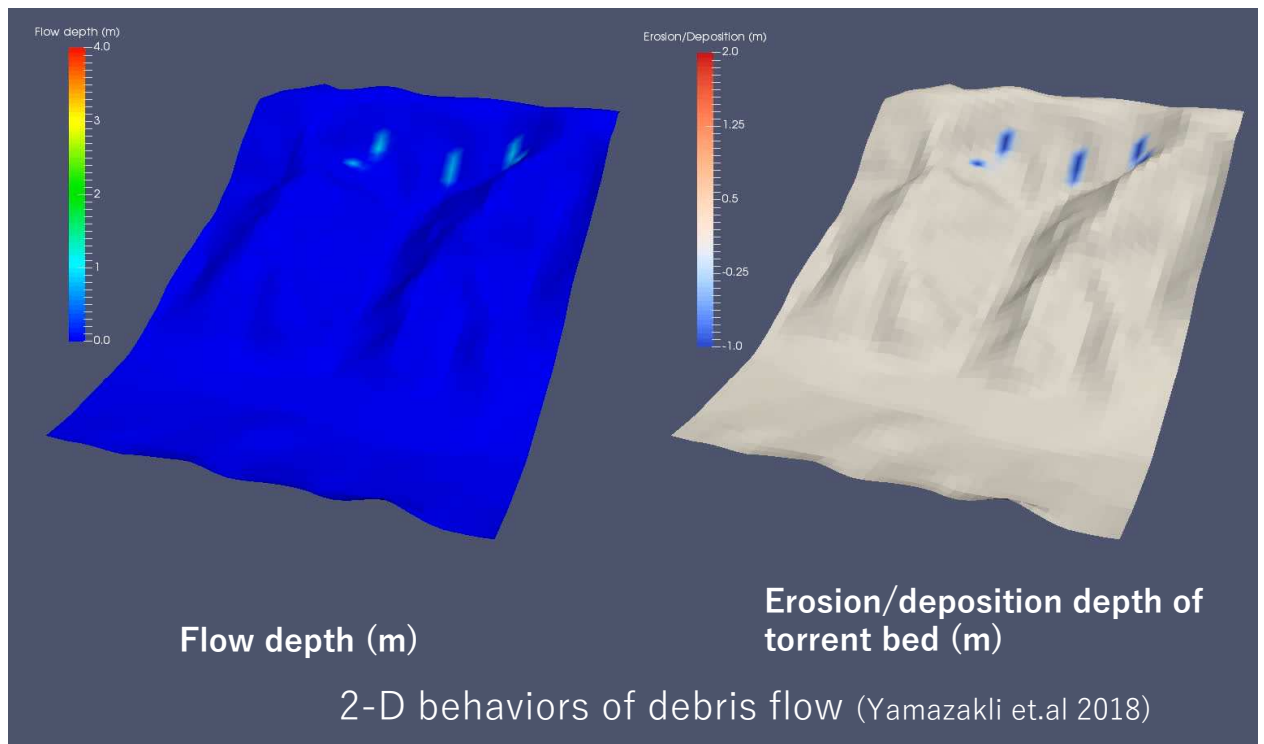 Flow depth (m)
4.0
3
2
1
0.0
Erosion/Deposition (m)
2.0
1.25
0.5
-0.25
-1.0
Flow depth (m)
Erosion/deposition depth of
torrent bed (m)
2-D behaviors of debris flow (Yamazakli et.al 2018)